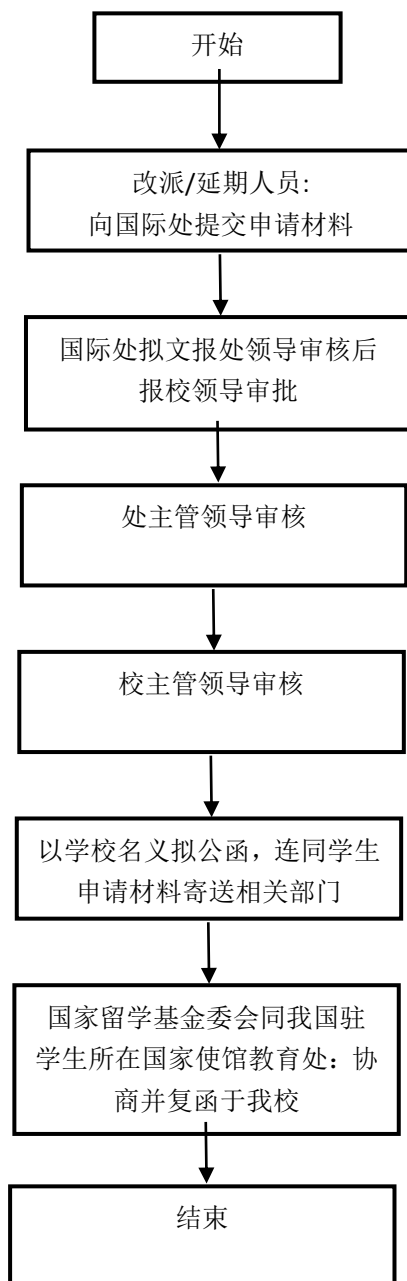 开始
改派/延期人员:
向国际处提交申请材料
国际处拟文报处领导审核后
报校领导审批
处主管领导审核
校主管领导审核
以学校名义拟公函，连同学生
申请材料寄送相关部门
国家留学基金委会同我国驻
学生所在国家使馆教育处：协
商并复函于我校
结束